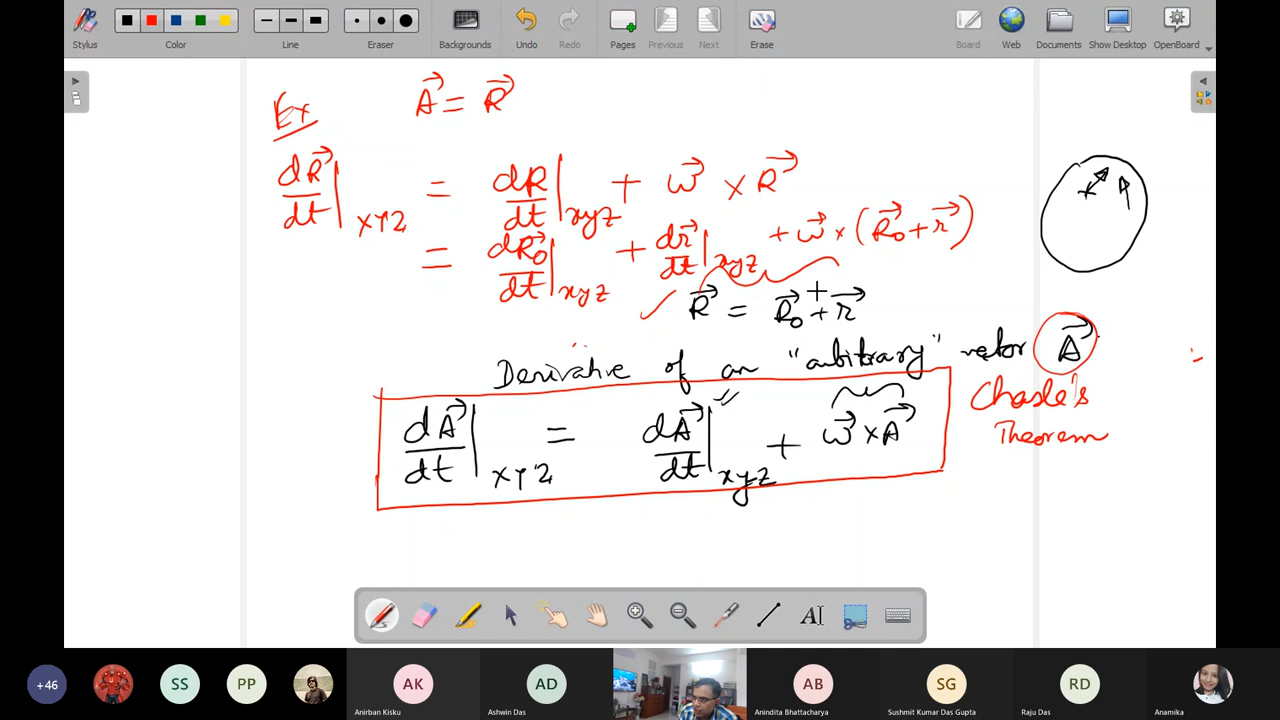 Stylus Color Line Eraser Backgrounds Undo Redo Pages Previous Next Erase Board Web Documents Show Desktop OpenBoard
Ex A⃗ = R⃗
dR⃗/dt|XYZ = dR/dt|xyz + ω⃗ × R⃗
= dR⃗₀/dt|xyz + dr⃗/dt|xyz + ω⃗ × (R⃗₀ + r⃗)
R⃗ = R⃗₀ + r⃗
Derivative of an "arbitrary" vector A⃗
Chasle's
Theorem
dA⃗/dt|XYZ = dA⃗/dt|xyz + ω⃗ × A⃗
+46 SS PP AK AD AB SG RD
Anirban Kisku Ashwin Das Anindita Bhattacharya Sushmit Kumar Das Gupta Raju Das Anamika